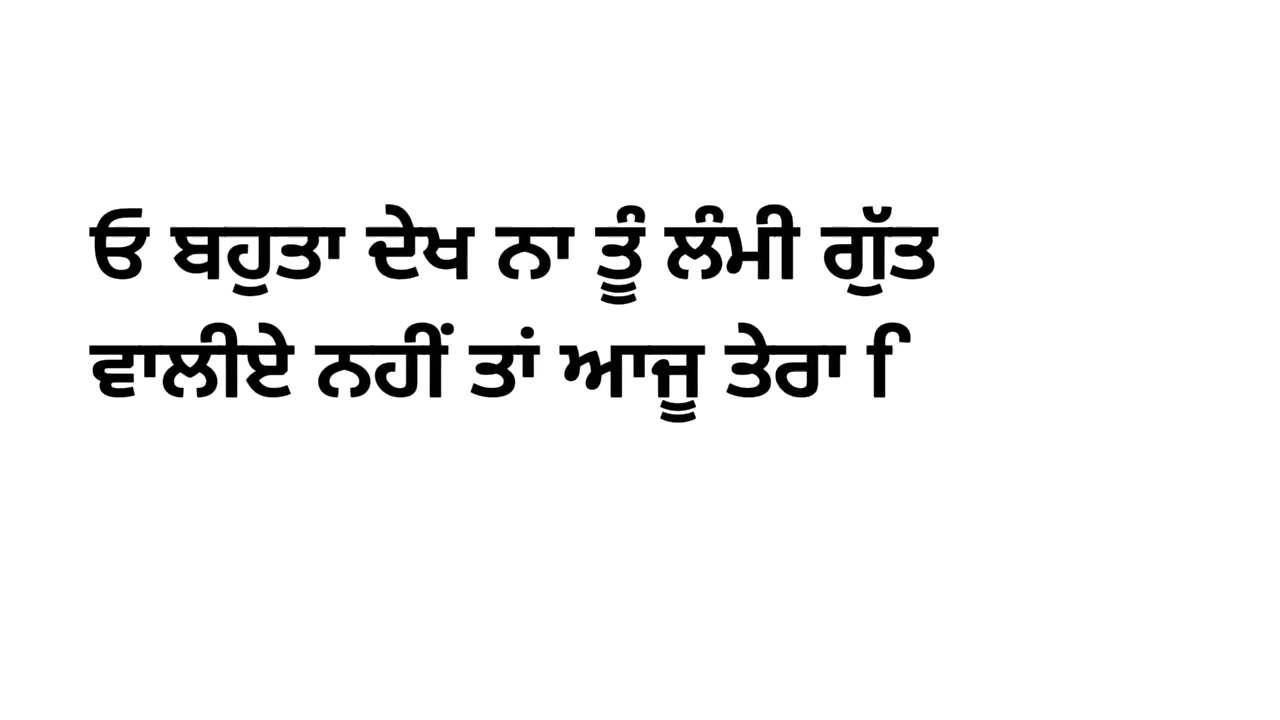 ਓ ਬਹੁਤਾ ਦੇਖ ਨਾ ਤੂੰ ਲੰਮੀ ਗੁੱਤ
ਵਾਲੀਏ ਨਹੀਂ ਤਾਂ ਆਜੂ ਤੇਰਾ ਿ